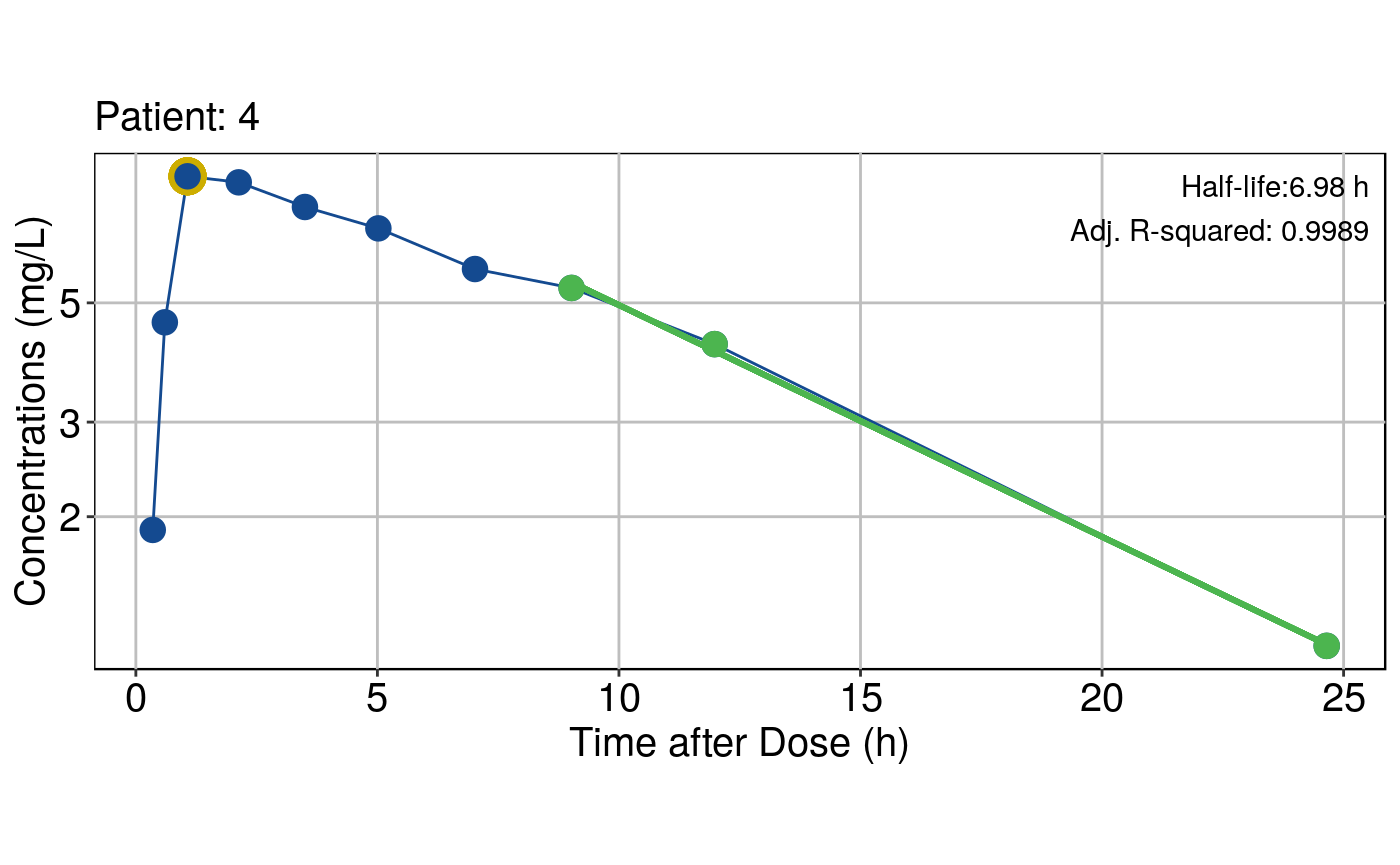 Patient: 4
Half-life:6.98 h
Adj. R-squared: 0.9989
Concentrations (mg/L)
5
3
2
0 5 10 15 20 25
Time after Dose (h)